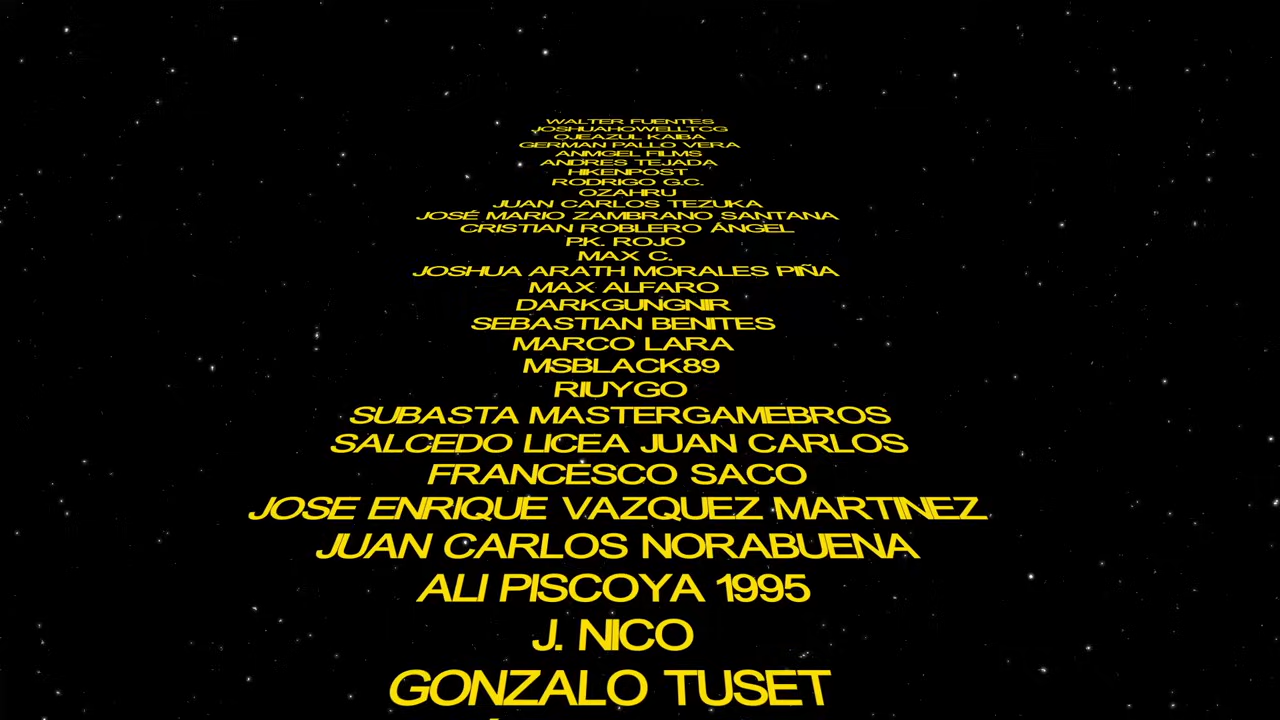 WALTER FUENTES
JOSHUAHOWELLTCG
OJEAZUL KAIBA
GERMAN PALLO VERA
ANIMGEL FILMS
ANDRES TEJADA
HIKENPOST
RODRIGO G.C.
OZAHRU
JUAN CARLOS TEZUKA
JOSÉ MARIO ZAMBRANO SANTANA
CRISTIAN ROBLERO ÁNGEL
P.K. ROJO
MAX C.
JOSHUA ARATH MORALES PIÑA
MAX ALFARO
DARKGUNGNIR
SEBASTIAN BENITES
MARCO LARA
MSBLACK89
RIUYGO
SUBASTA MASTERGAMEBROS
SALCEDO LICEA JUAN CARLOS
FRANCESCO SACO
JOSE ENRIQUE VAZQUEZ MARTINEZ
JUAN CARLOS NORABUENA
ALI PISCOYA 1995
J. NICO
GONZALO TUSET